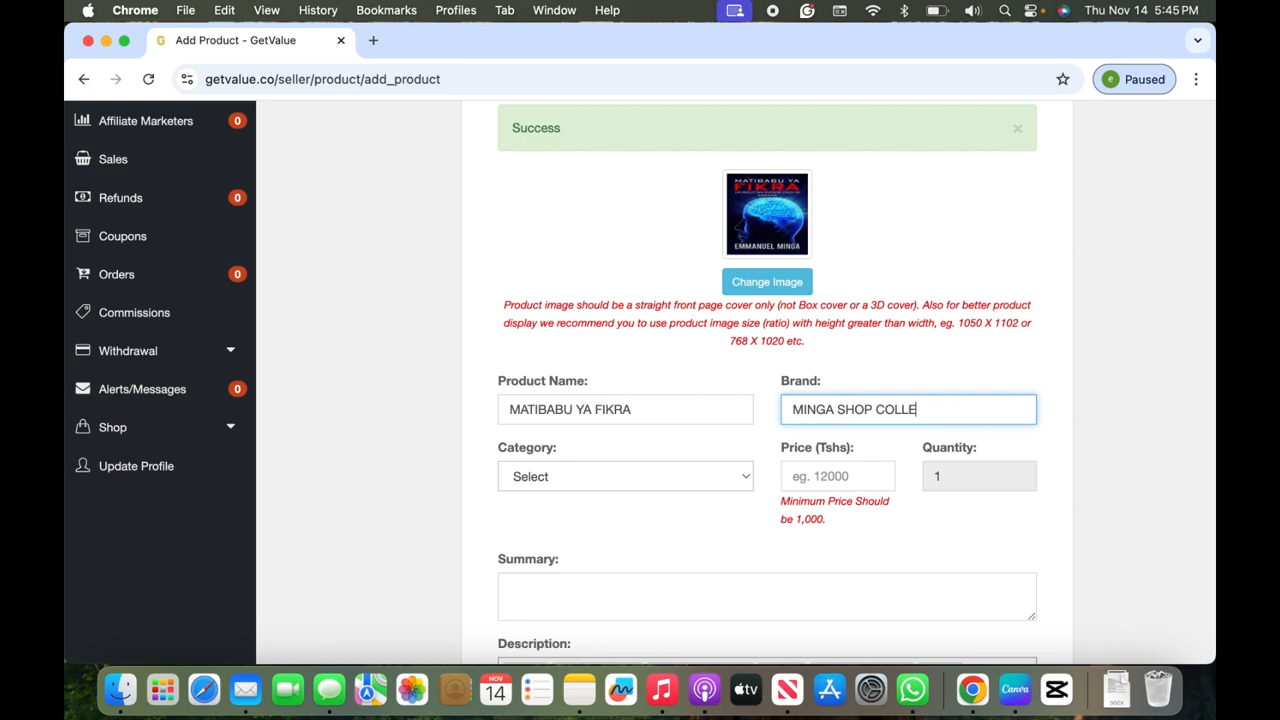 Chrome File Edit View History Bookmarks Profiles Tab Window Help Thu Nov 14 5:45 PM
G Add Product - GetValue
getvalue.co/seller/product/add_product e Paused
Affiliate Marketers 0
Sales
Refunds 0
Coupons
Orders 0
Commissions
Withdrawal
Alerts/Messages 0
Shop
Update Profile
Success ×
MATIBABU YA
FIKRA
EMMANUEL MINGA
Change Image
Product image should be a straight front page cover only (not Box cover or a 3D cover). Also for better product
display we recommend you to use product image size (ratio) with height greater than width, eg. 1050 X 1102 or
768 X 1020 etc.
Product Name: Brand:
MATIBABU YA FIKRA MINGA SHOP COLLE
Category: Price (Tshs): Quantity:
Select eg. 12000 1
Minimum Price Should
be 1,000.
Summary:
Description:
NOV
14 tv Canva DOCX